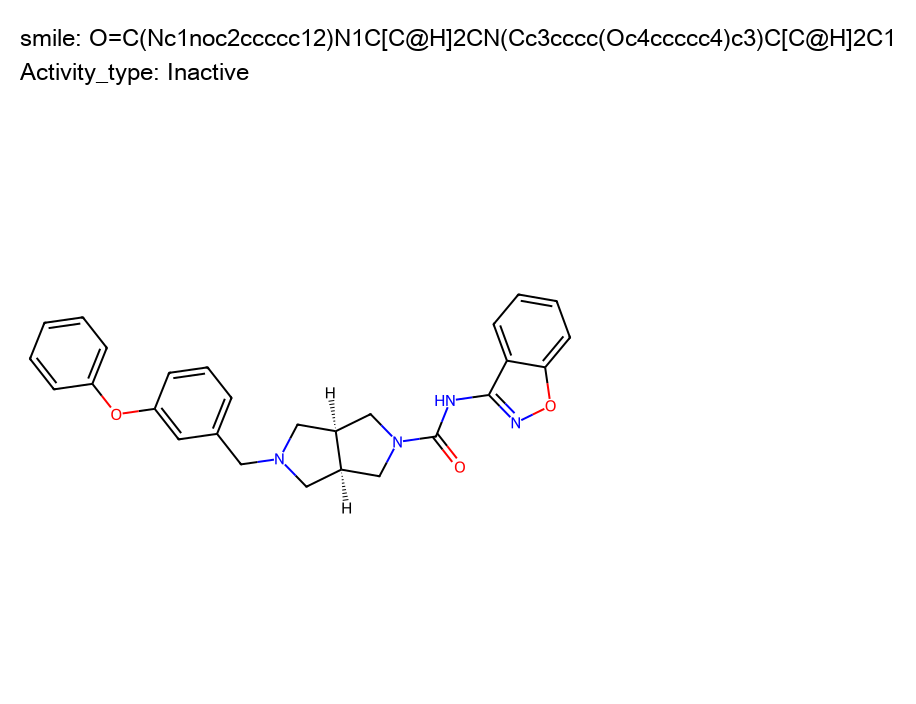 smile: O=C(Nc1noc2ccccc12)N1C[C@H]2CN(Cc3cccc(Oc4ccccc4)c3)C[C@H]2C1
Activity_type: Inactive
H
HN
O
N
N
O
N
O
H